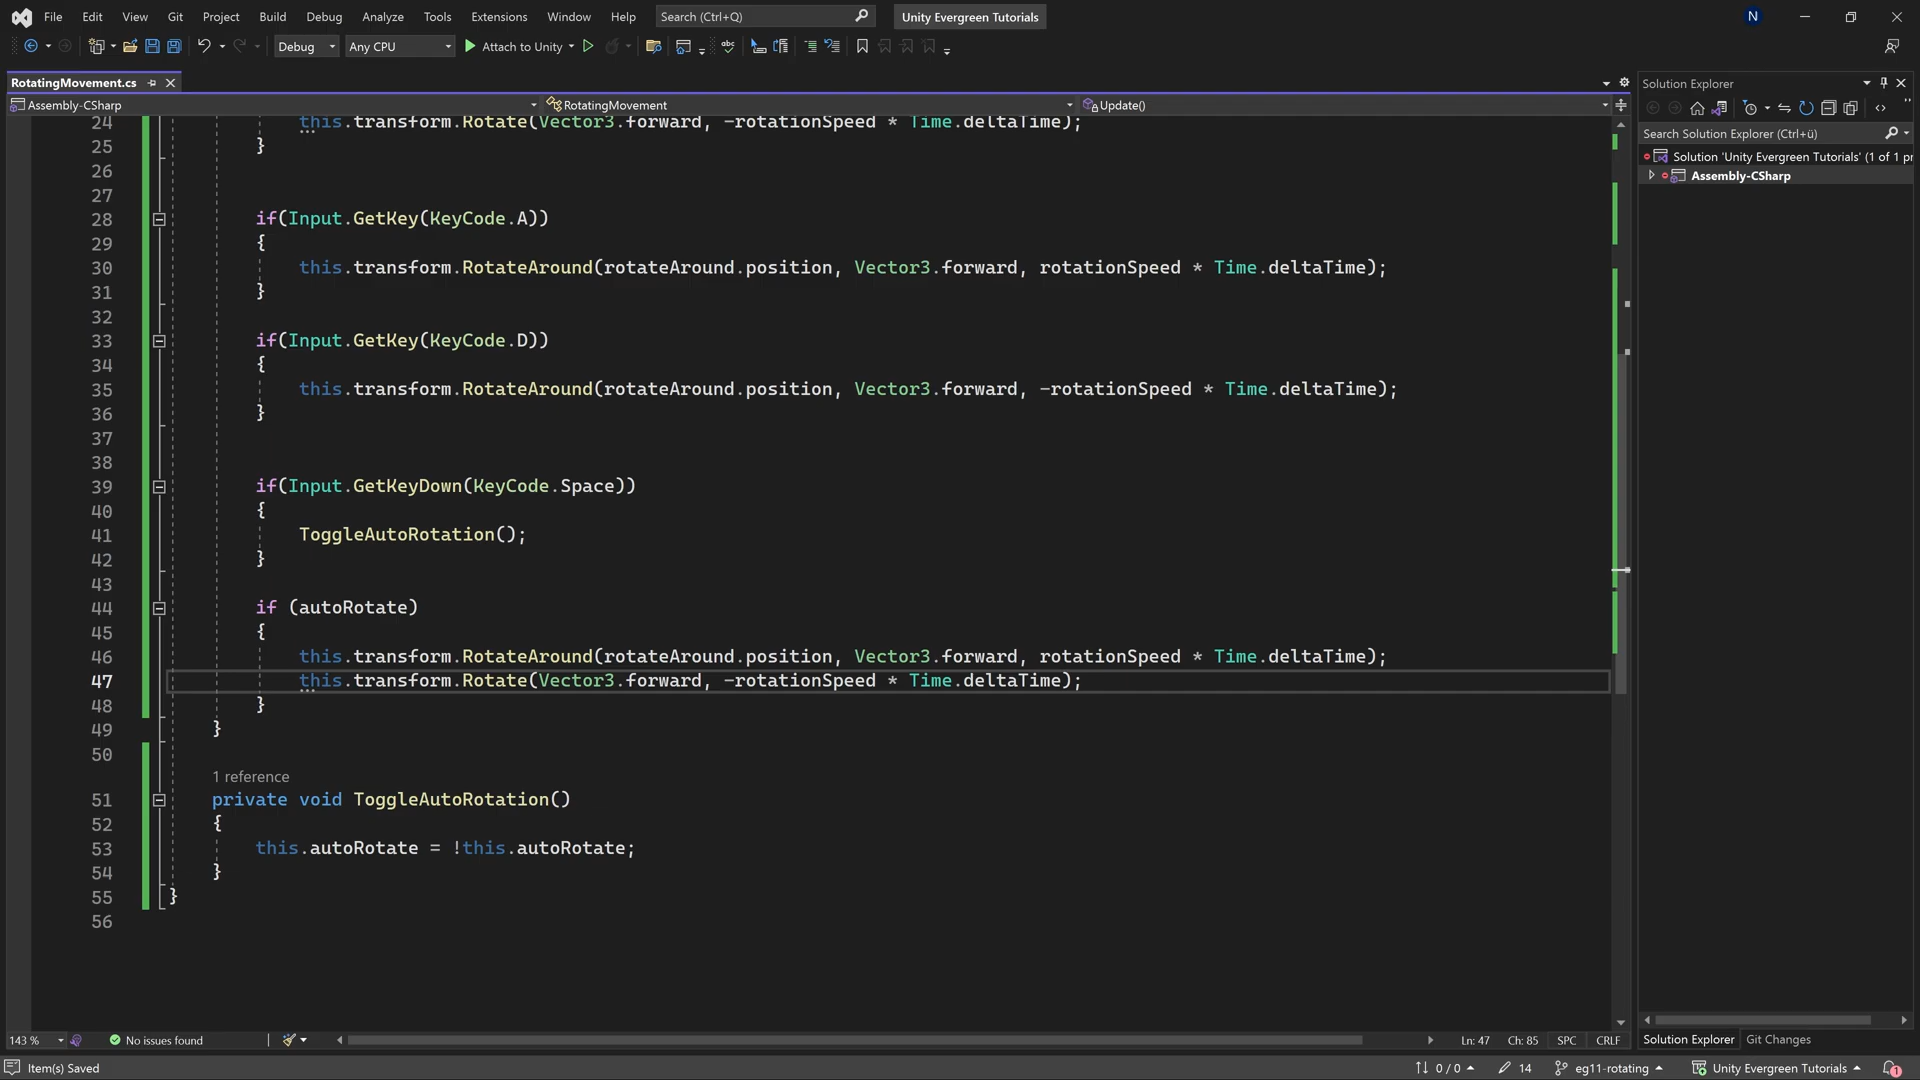 File Edit View Git Project Build Debug Test Analyze Tools Extensions Window Help Search (Ctrl+Q) Unity Evergreen Tutorials N
Debug Any CPU Attach to Unity
RotatingMovement.cs
Assembly-CSharp RotatingMovement Update()
24 this.transform.Rotate(Vector3.forward, -rotationSpeed * Time.deltaTime);
25 }
26
27
28 if(Input.GetKey(KeyCode.A))
29 {
30 this.transform.RotateAround(rotateAround.position, Vector3.forward, rotationSpeed * Time.deltaTime);
31 }
32
33 if(Input.GetKey(KeyCode.D))
34 {
35 this.transform.RotateAround(rotateAround.position, Vector3.forward, -rotationSpeed * Time.deltaTime);
36 }
37
38
39 if(Input.GetKeyDown(KeyCode.Space))
40 {
41 ToggleAutoRotation();
42 }
43
44 if (autoRotate)
45 {
46 this.transform.RotateAround(rotateAround.position, Vector3.forward, rotationSpeed * Time.deltaTime);
47 this.transform.Rotate(Vector3.forward, -rotationSpeed * Time.deltaTime);
48 }
49 }
50
1 reference
51 private void ToggleAutoRotation()
52 {
53 this.autoRotate = !this.autoRotate;
54 }
55 }
56
143 % No issues found Ln: 47 Ch: 85 SPC CRLF
Solution Explorer
Search Solution Explorer (Ctrl+ü)
Solution 'Unity Evergreen Tutorials' (1 of 1 pr
Assembly-CSharp
Solution Explorer Git Changes
Item(s) Saved 0 / 0 14 eg11-rotating Unity Evergreen Tutorials 1